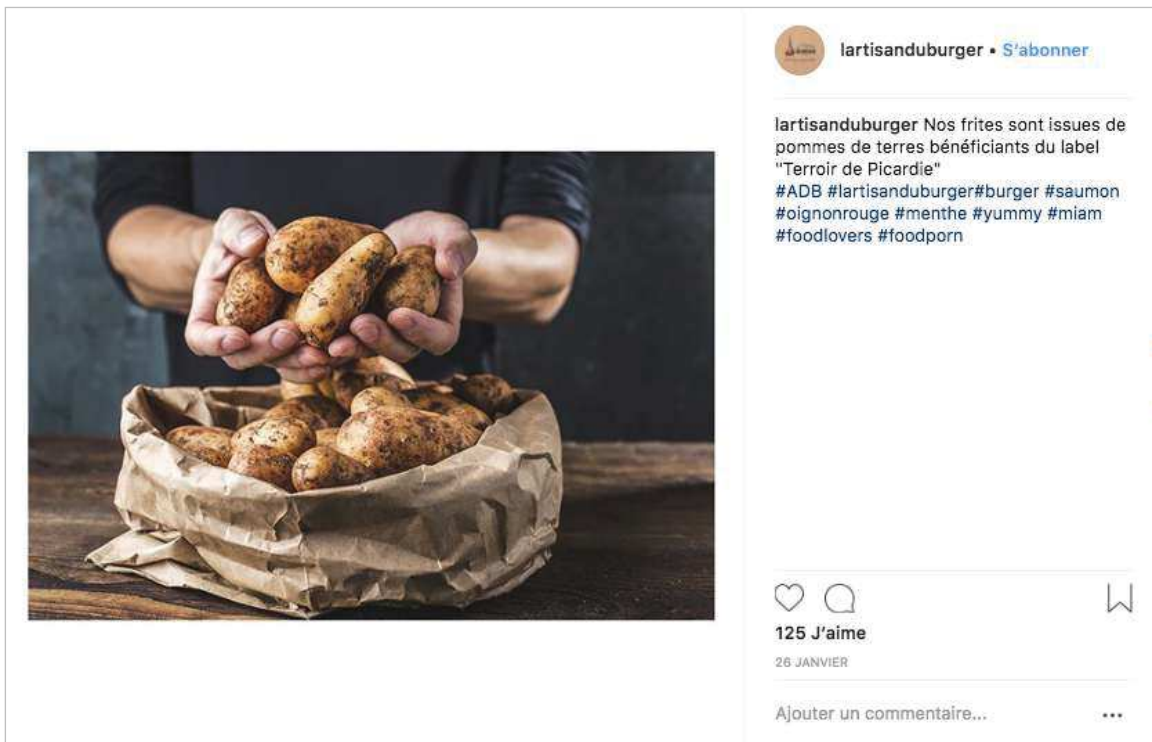 lartisanduburger • S'abonner
lartisanduburger Nos frites sont issues de
pommes de terres bénéficiants du label
"Terroir de Picardie"
#ADB #lartisanduburger#burger #saumon
#oignonrouge #menthe #yummy #miam
#foodlovers #foodporn
125 J'aime
26 JANVIER
Ajouter un commentaire...